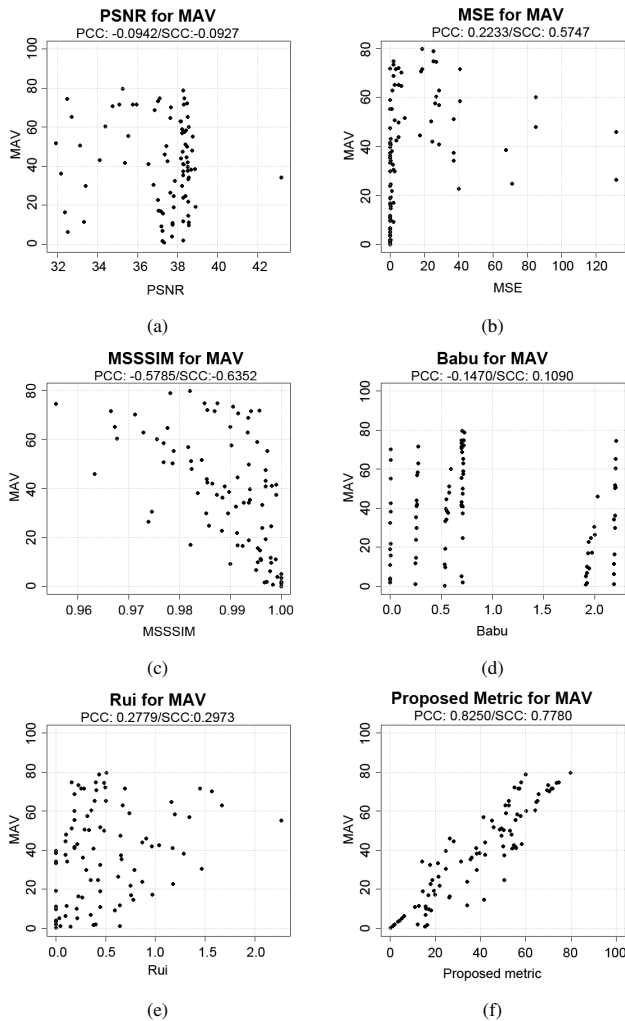 PSNR for MAV
PCC: -0.0942/SCC:-0.0927
MAV
0 20 40 60 80 100
32 34 36 38 40 42
PSNR
(a)
MSE for MAV
PCC: 0.2233/SCC: 0.5747
MAV
0 20 40 60 80
0 20 40 60 80 100 120
MSE
(b)
MSSSIM for MAV
PCC: -0.5785/SCC:-0.6352
MAV
0 20 40 60 80
0.96 0.97 0.98 0.99 1.00
MSSSIM
(c)
Babu for MAV
PCC: -0.1470/SCC: 0.1090
MAV
0 20 40 60 80 100
0.0 0.5 1.0 1.5 2.0
Babu
(d)
Rui for MAV
PCC: 0.2779/SCC:0.2973
MAV
0 20 40 60 80 100
0.0 0.5 1.0 1.5 2.0
Rui
(e)
Proposed Metric for MAV
PCC: 0.8250/SCC: 0.7780
MAV
0 20 40 60 80 100
0 20 40 60 80 100
Proposed metric
(f)